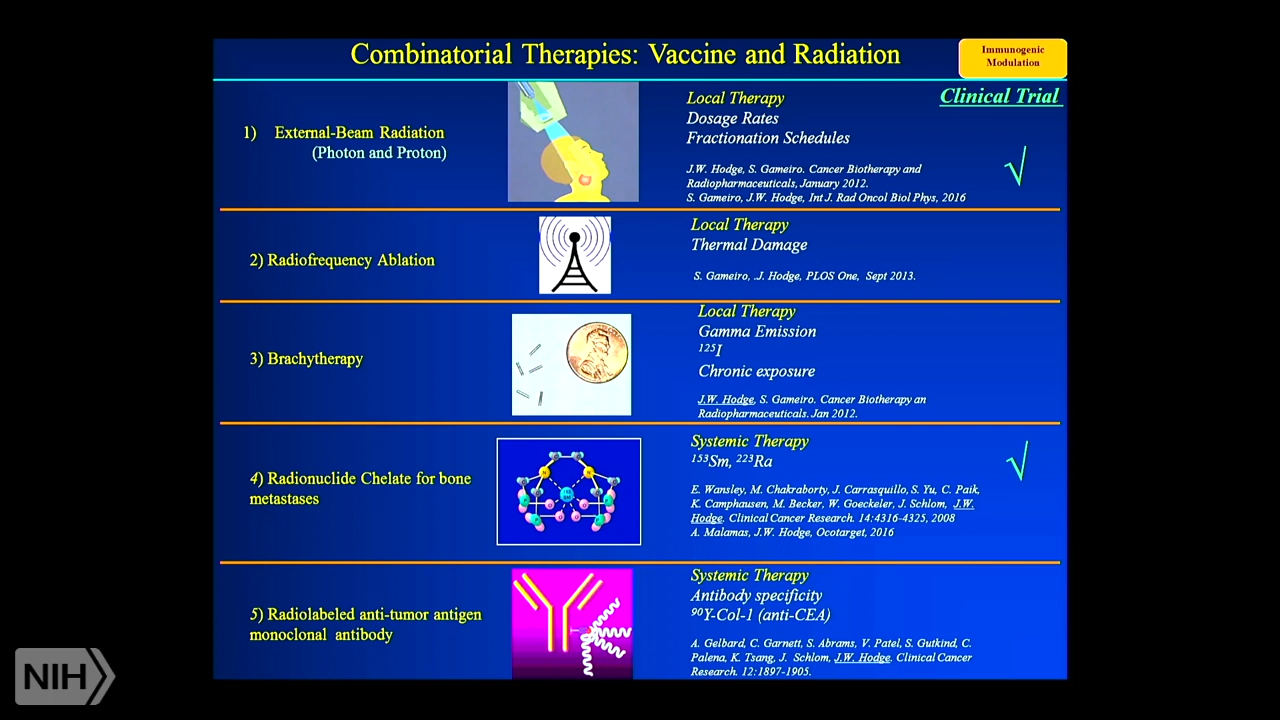 Combinatorial Therapies: Vaccine and Radiation
Immunogenic
Modulation
Clinical Trial
1) External-Beam Radiation
(Photon and Proton)
Local Therapy
Dosage Rates
Fractionation Schedules
J.W. Hodge, S. Gameiro. Cancer Biotherapy and
Radiopharmaceuticals, January 2012.
S. Gameiro, J.W. Hodge, Int J. Rad Oncol Biol Phys, 2016
√
2) Radiofrequency Ablation
Local Therapy
Thermal Damage
S. Gameiro, .J. Hodge, PLOS One, Sept 2013.
3) Brachytherapy
Local Therapy
Gamma Emission
¹²⁵I
Chronic exposure
J.W. Hodge, S. Gameiro. Cancer Biotherapy an
Radiopharmaceuticals. Jan 2012.
4) Radionuclide Chelate for bone
metastases
Systemic Therapy
¹⁵³Sm, ²²³Ra
E. Wansley, M. Chakraborty, J. Carrasquillo, S. Yu, C. Paik,
K. Camphausen, M. Becker, W. Goeckeler, J. Schlom, J.W.
Hodge. Clinical Cancer Research. 14:4316-4325, 2008
A. Malamas, J.W. Hodge, Ocotarget, 2016
√
5) Radiolabeled anti-tumor antigen
monoclonal antibody
Systemic Therapy
Antibody specificity
⁹⁰Y-Col-1 (anti-CEA)
A. Gelbard, C. Garnett, S. Abrams, V. Patel, S. Gutkind, C.
Palena, K. Tsang, J. Schlom, J.W. Hodge. Clinical Cancer
Research. 12:1897-1905.
NIH